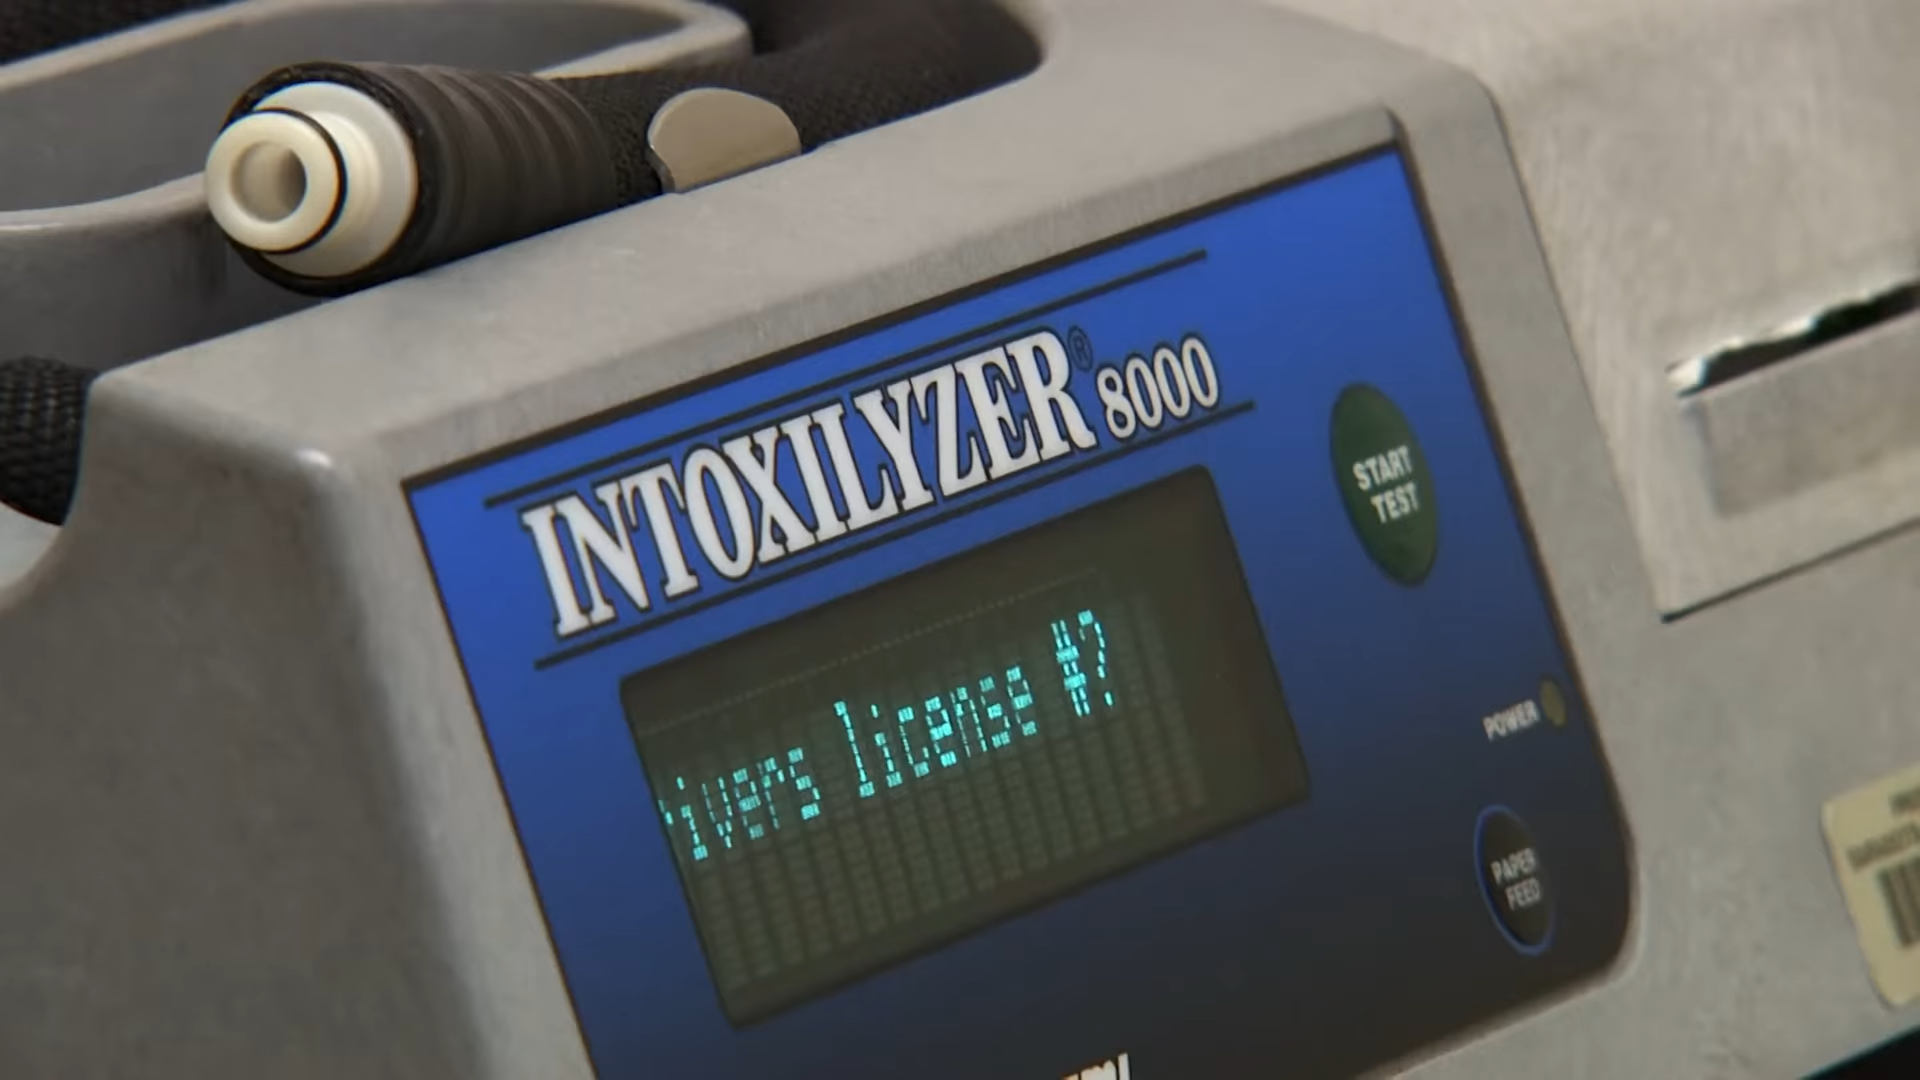 INTOXILYZER® 8000
ivers license #?
START
TEST
POWER
PAPER
FEED